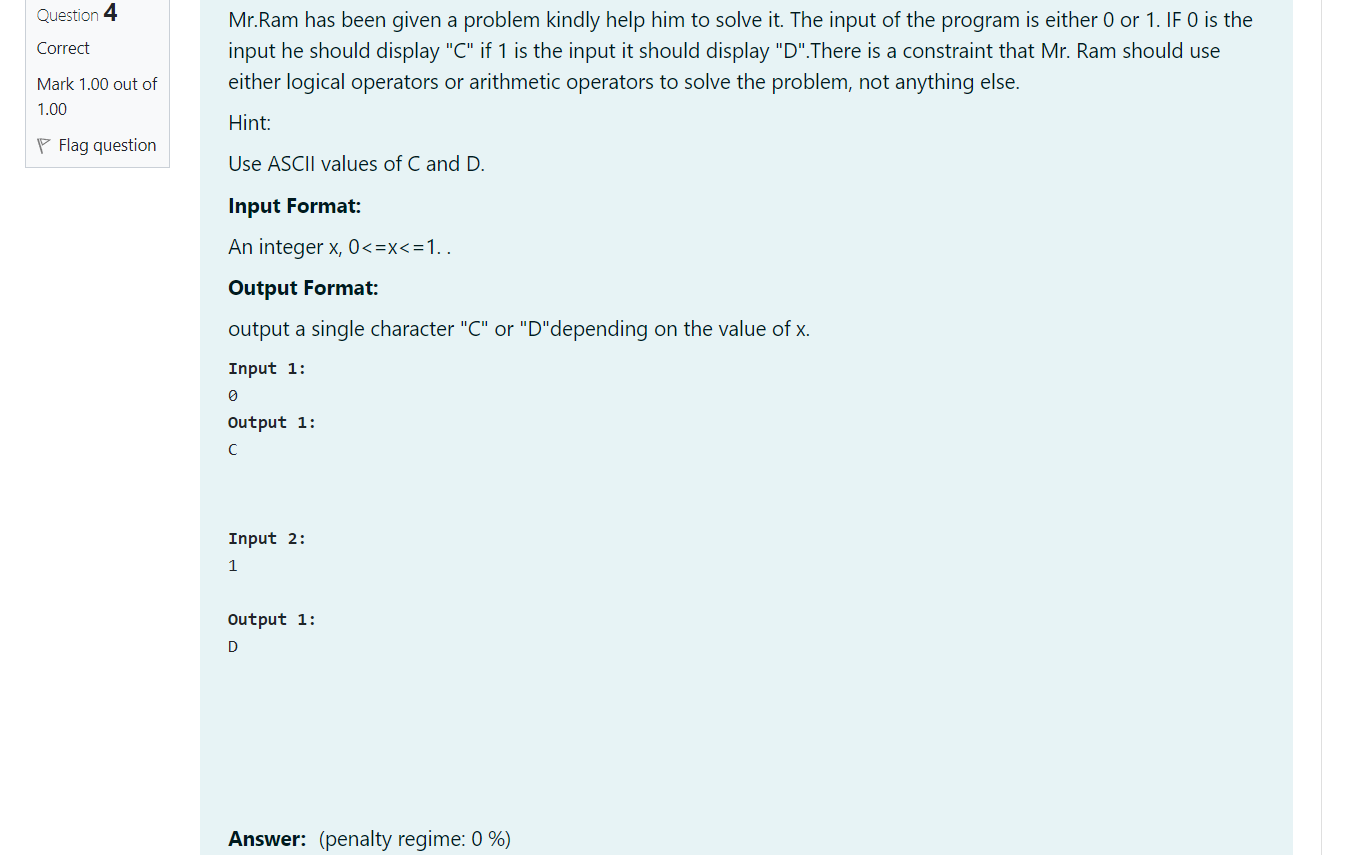 Question 4
Correct
Mark 1.00 out of
1.00
Flag question
Mr.Ram has been given a problem kindly help him to solve it. The input of the program is either 0 or 1. IF 0 is the
input he should display "C" if 1 is the input it should display "D".There is a constraint that Mr. Ram should use
either logical operators or arithmetic operators to solve the problem, not anything else.
Hint:
Use ASCII values of C and D.
Input Format:
An integer x, 0<=x<=1. .
Output Format:
output a single character "C" or "D"depending on the value of x.
Input 1:
0
Output 1:
C
Input 2:
1
Output 1:
D
Answer: (penalty regime: 0 %)